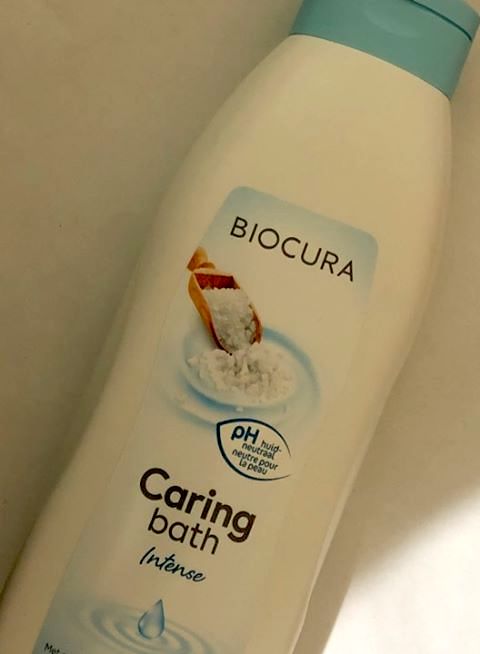 BIOCURA
pH huid-
neutraal
neutre pour
la peau
Caring
bath
Intense